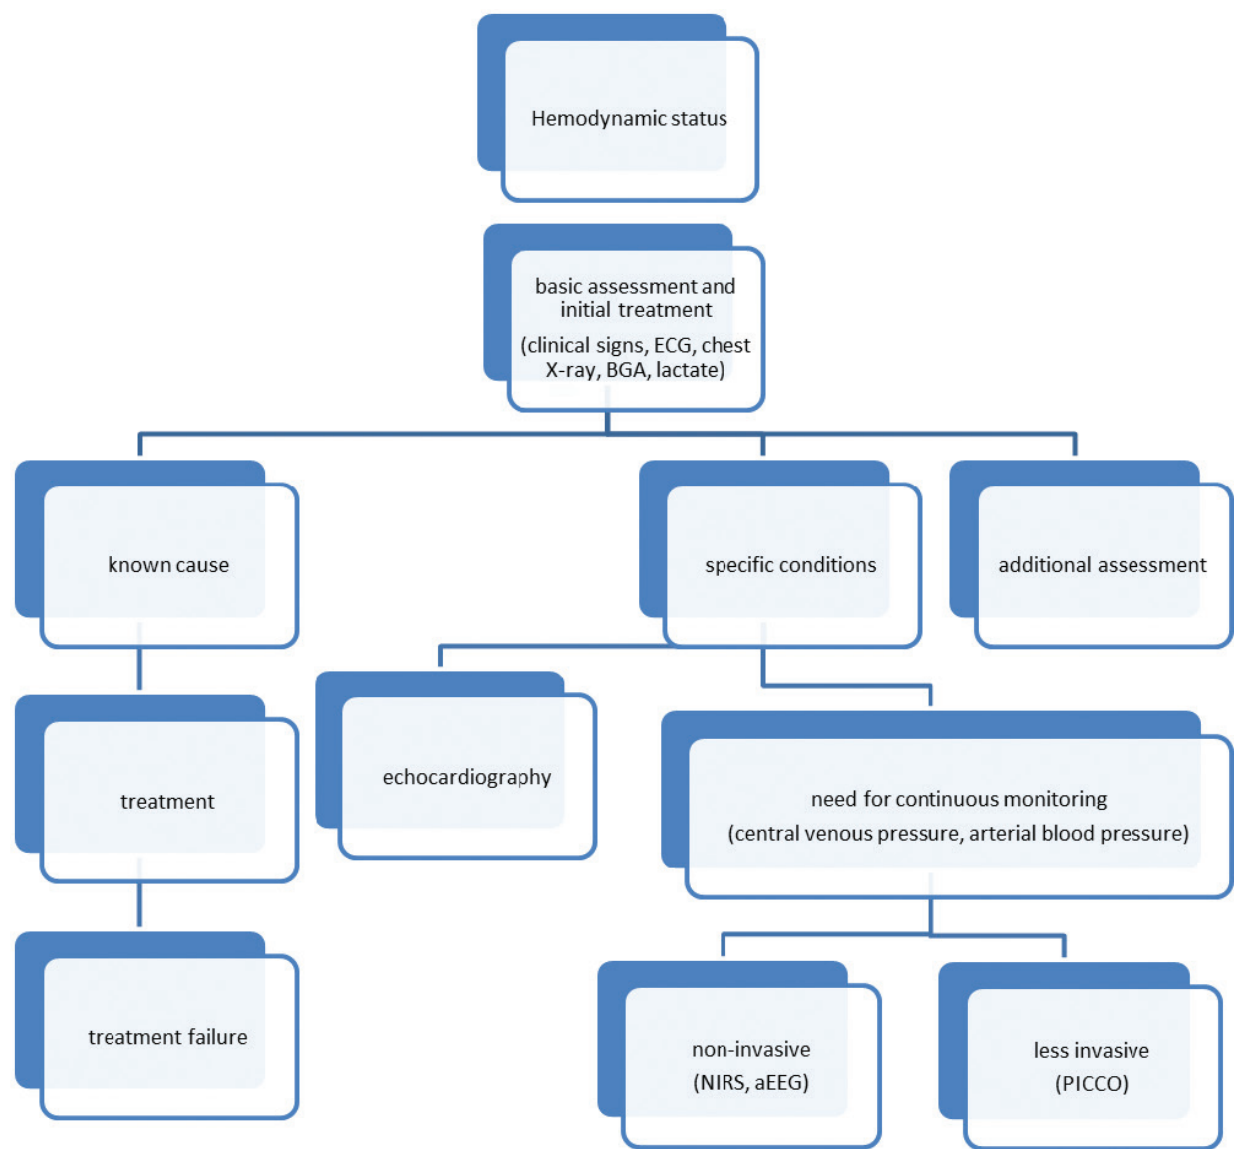 Hemodynamic status
basic assessment and
initial treatment
(clinical signs, ECG, chest
X-ray, BGA, lactate)
known cause
specific conditions
additional assessment
treatment
echocardiography
need for continuous monitoring
(central venous pressure, arterial blood pressure)
treatment failure
non-invasive
(NIRS, aEEG)
less invasive
(PICCO)